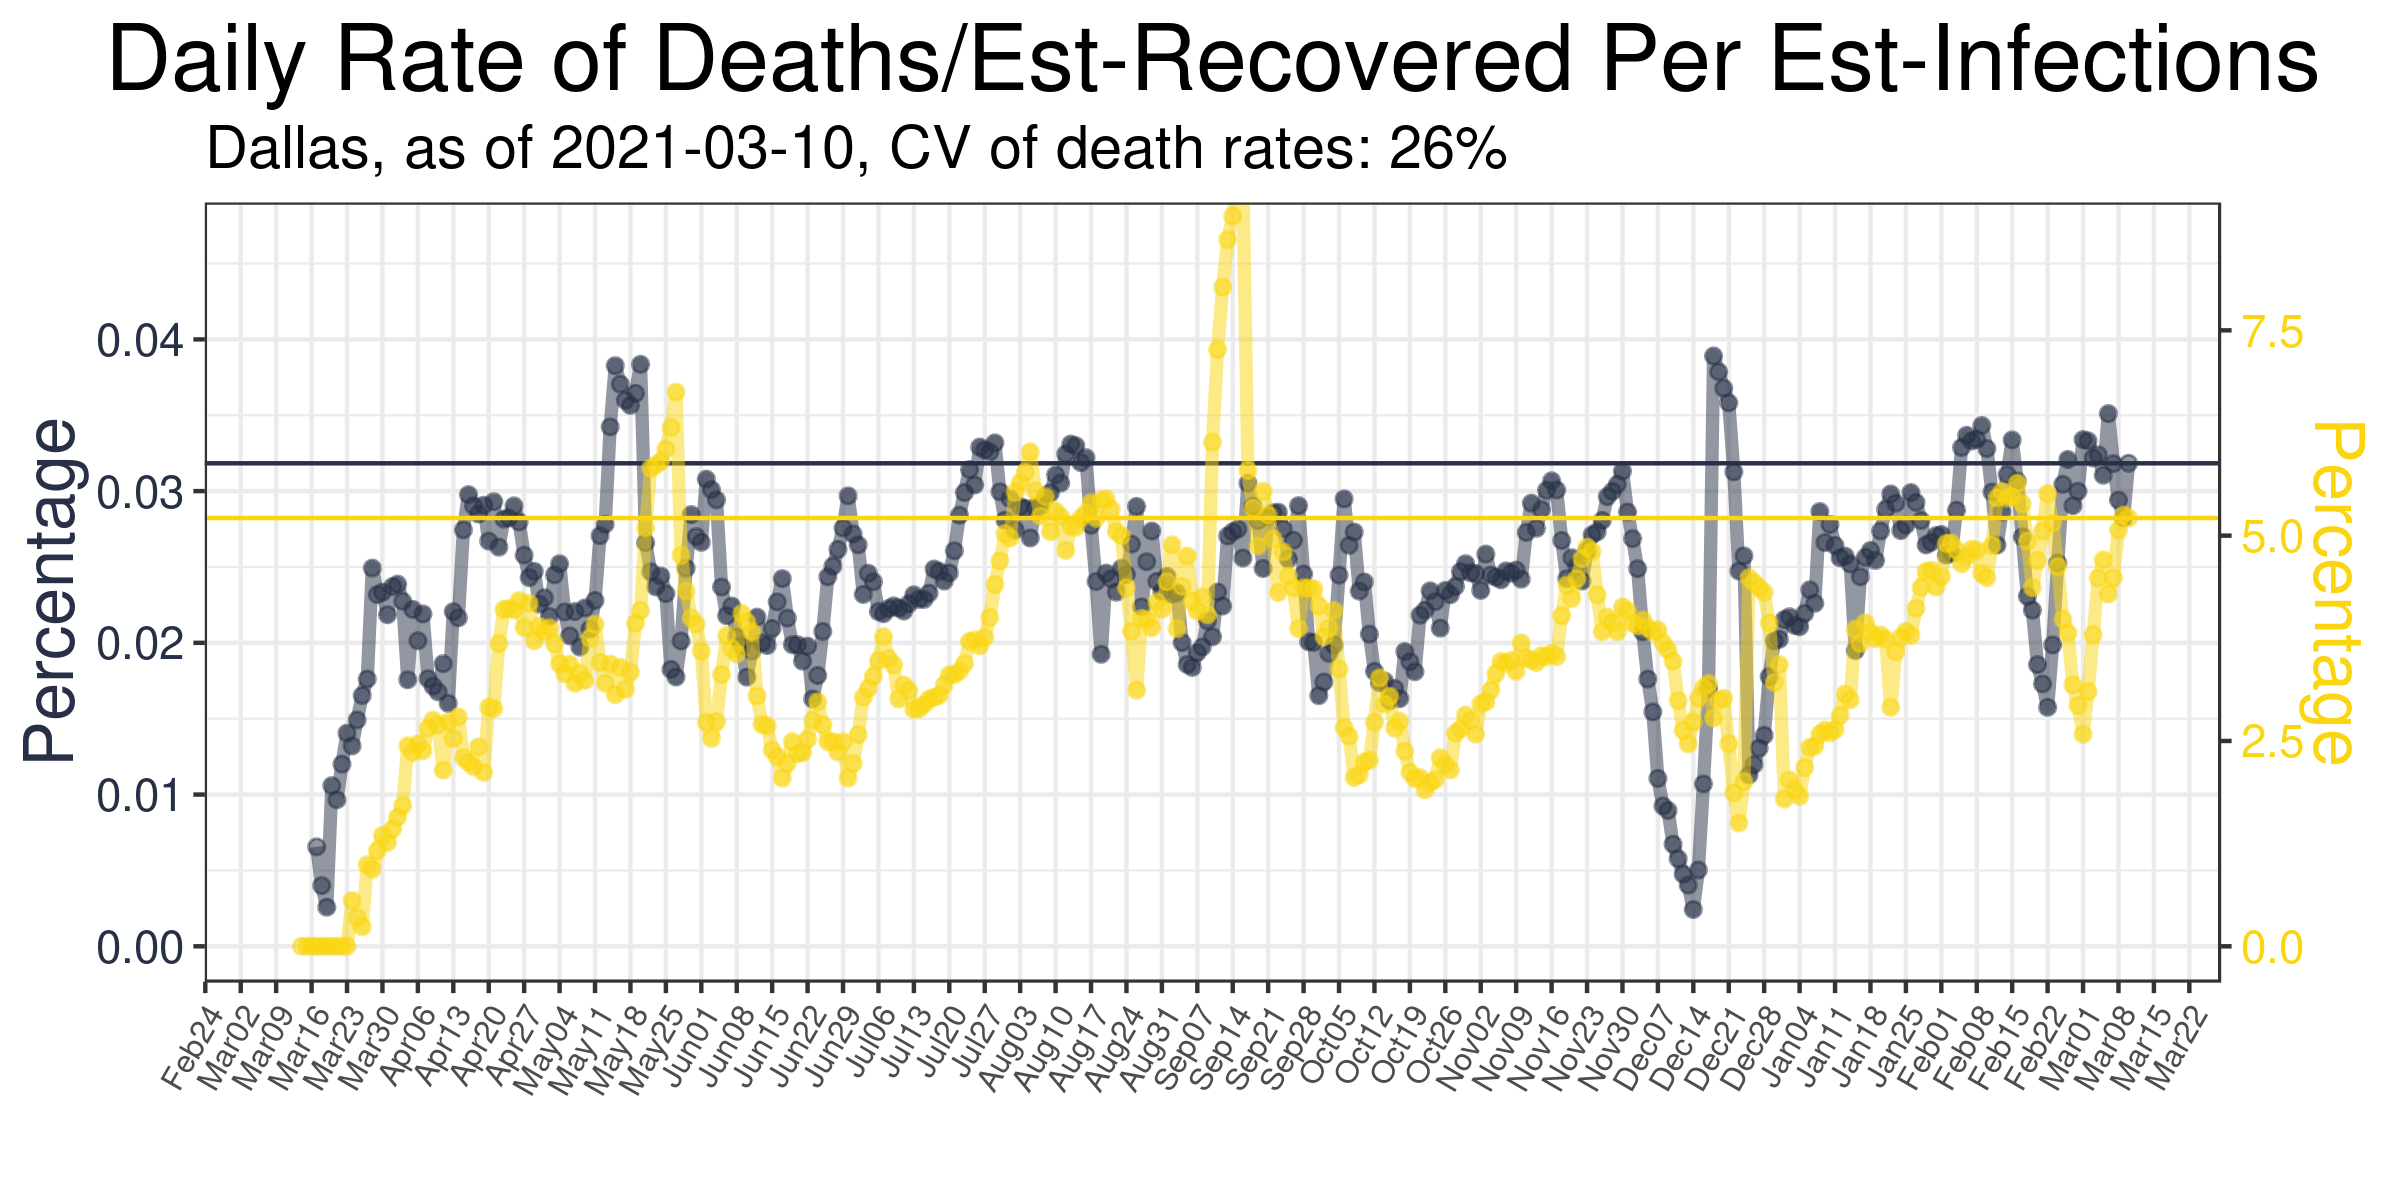 Daily Rate of Deaths/Est-Recovered Per Est-Infections
Dallas, as of 2021-03-10, CV of death rates: 26%
Percentage
0.04
0.03
0.02
0.01
0.00
7.5
5.0
2.5
0.0
Percentage
Feb24
Mar02
Mar09
Mar16
Mar23
Mar30
Apr06
Apr13
Apr20
Apr27
May04
May11
May18
May25
Jun01
Jun08
Jun15
Jun22
Jun29
Jul06
Jul13
Jul20
Jul27
Aug03
Aug10
Aug17
Aug24
Aug31
Sep07
Sep14
Sep21
Sep28
Oct05
Oct12
Oct19
Oct26
Nov02
Nov09
Nov16
Nov23
Nov30
Dec07
Dec14
Dec21
Dec28
Jan04
Jan11
Jan18
Jan25
Feb01
Feb08
Feb15
Feb22
Mar01
Mar08
Mar15
Mar22